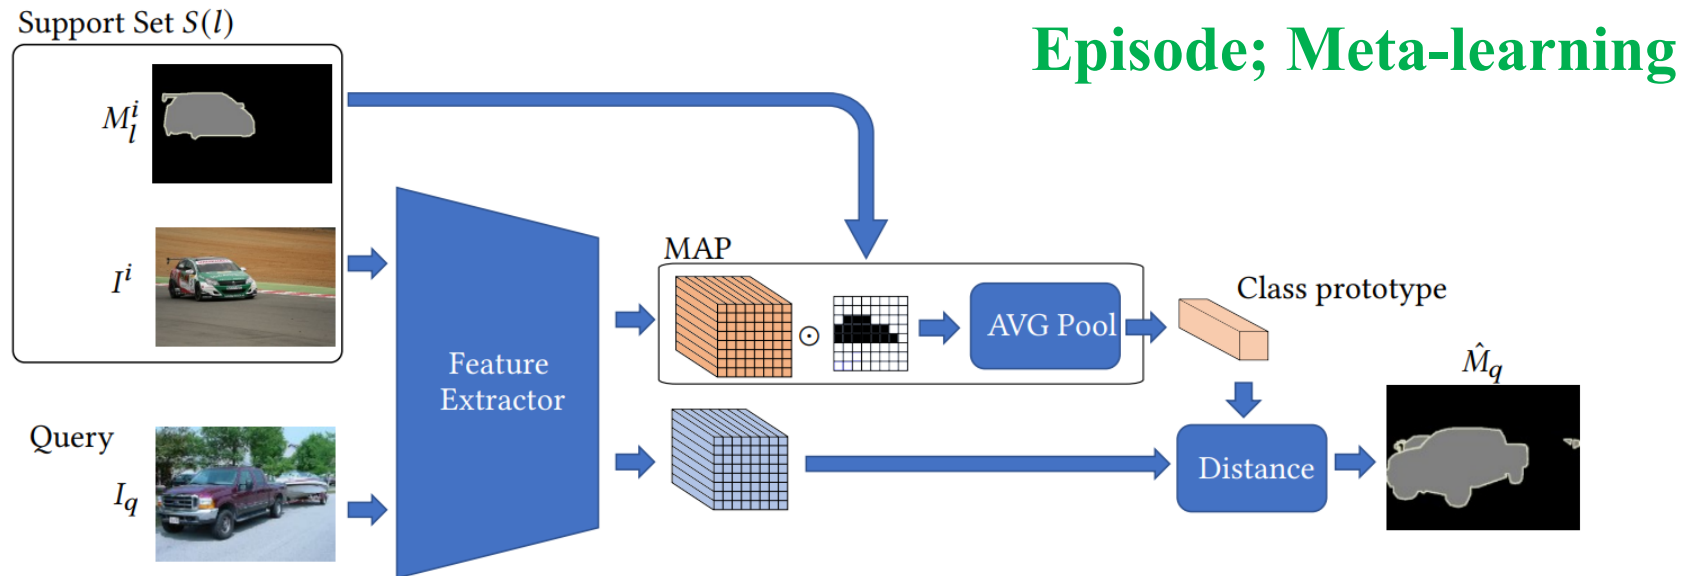 Support Set S(l)
Episode; Meta-learning
M_l^i
I^i
MAP
AVG Pool
Class prototype
Feature
Extractor
M̂_q
Query
I_q
Distance